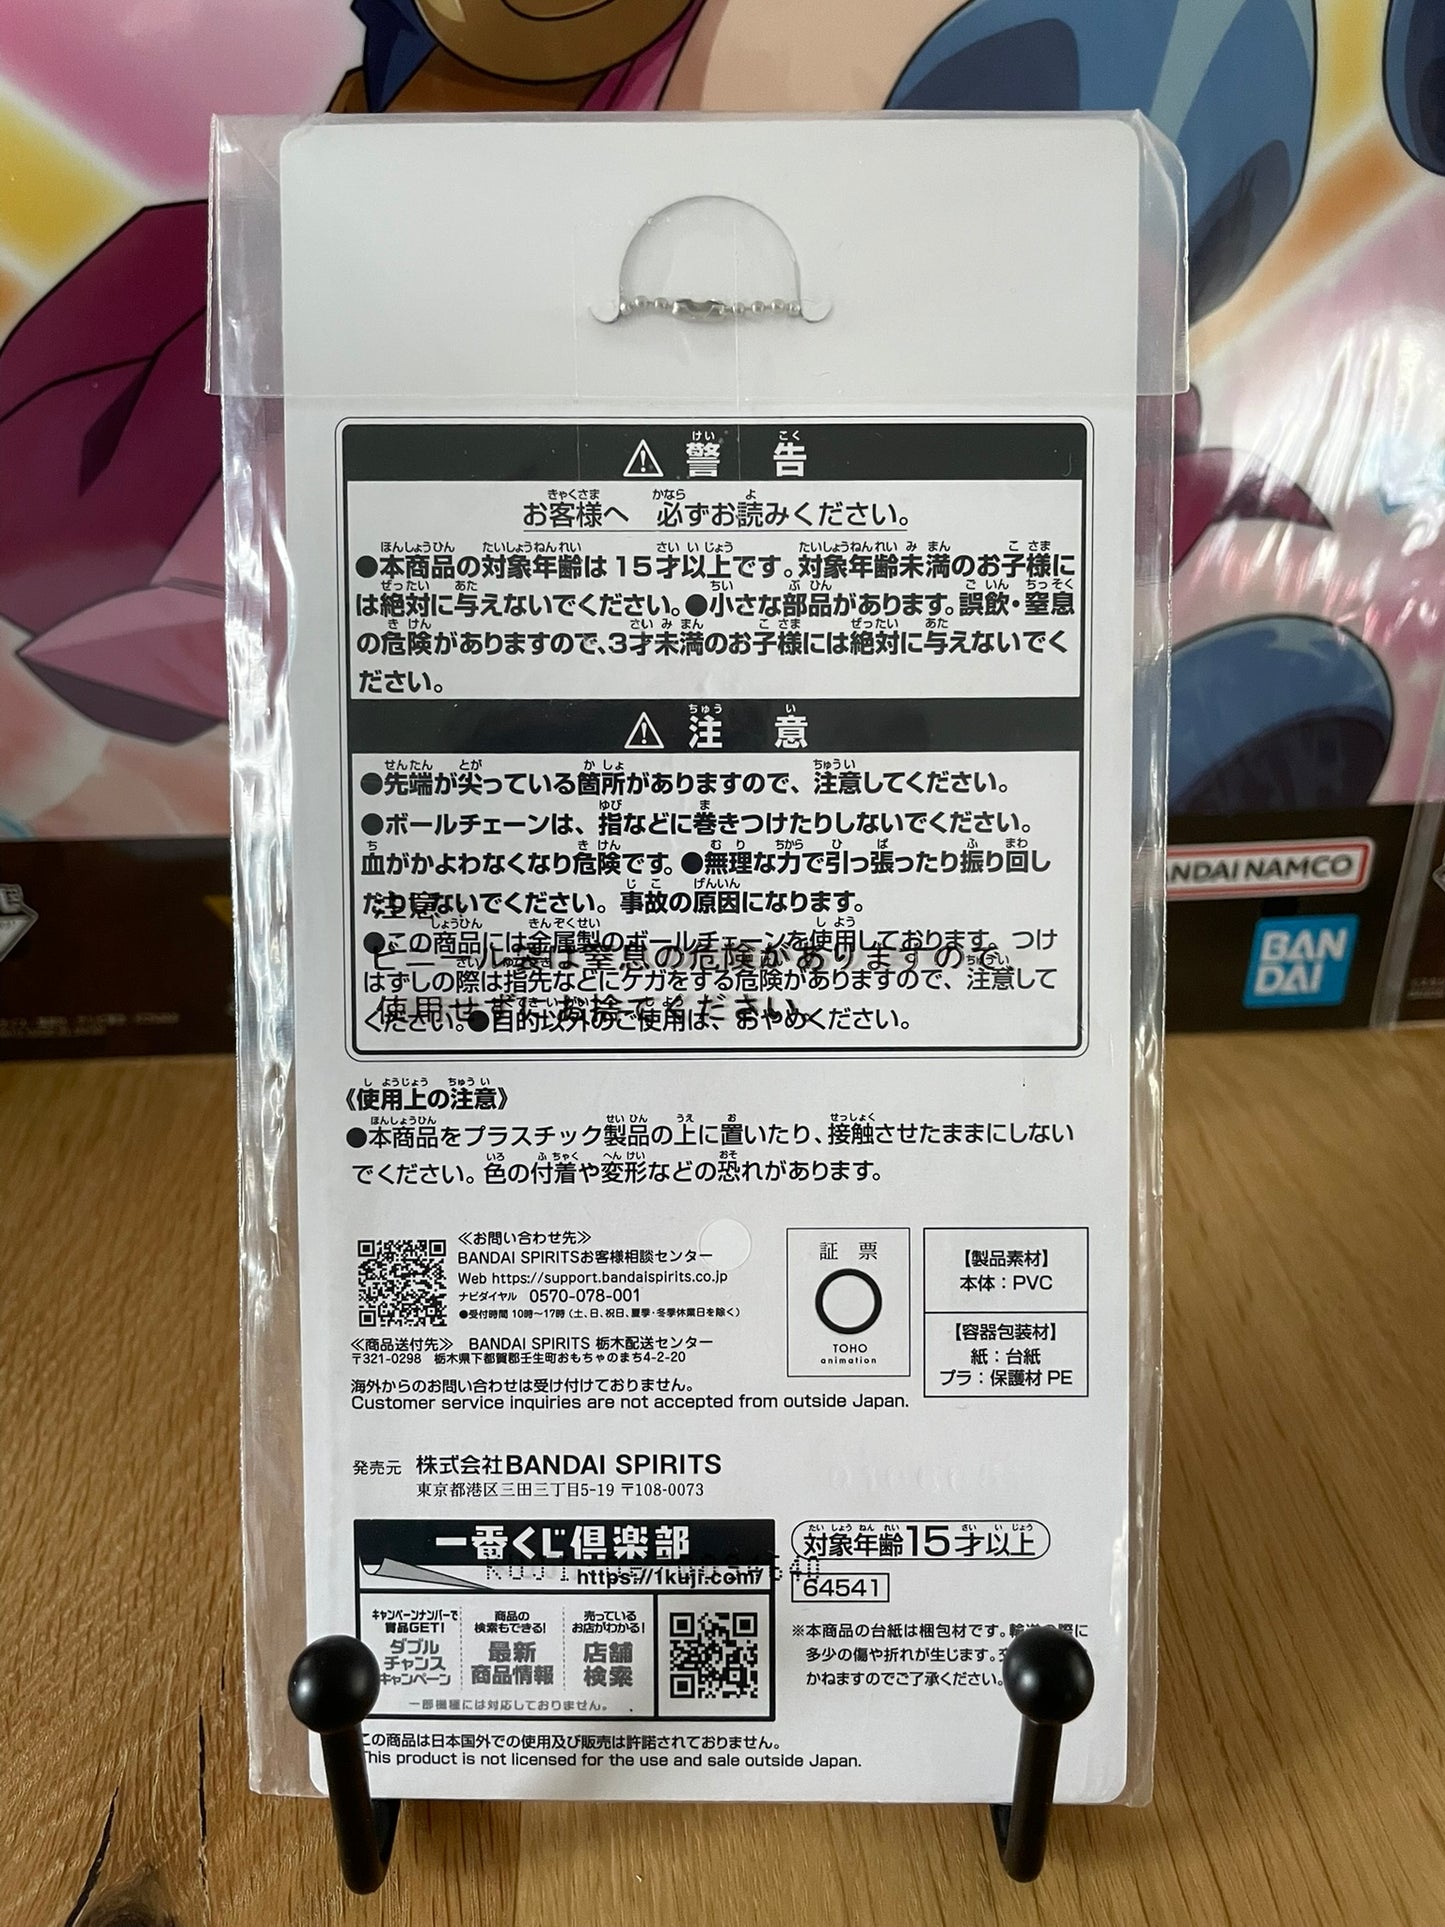 警 告
お客様へ 必ずお読みください。
●本商品の対象年齢は15才以上です。対象年齢未満のお子様に
は絶対に与えないでください。●小さな部品があります。誤飲・窒息
の危険がありますので、3才未満のお子様には絶対に与えないでく
ださい。
注 意
●先端が尖っている箇所がありますので、注意してください。
●ボールチェーンは、指などに巻きつけたりしないでください。
血がかよわなくなり危険です。●無理な力で引っ張ったり振り回し
たりしないでください。事故の原因になります。
注意
●この商品には金属製のボールチェーンを使用しております。つけ
ビニール袋は窒息の危険がありますので、
はずしの際は指先などにケガをする危険がありますので、注意して
使用せずにお捨てください。
ください。●目的以外のご使用は、おやめください。
《使用上の注意》
●本商品をプラスチック製品の上に置いたり、接触させたままにしない
でください。色の付着や変形などの恐れがあります。
≪お問い合わせ先≫
BANDAI SPIRITSお客様相談センター
Web https://support.bandaispirits.co.jp
ナビダイヤル 0570-078-001
●受付時間 10時〜17時(土、日、祝日、夏季・冬季休業日を除く)
≪商品送付先≫ BANDAI SPIRITS 栃木配送センター
〒321-0298 栃木県下都賀郡壬生町おもちゃのまち4-2-20
海外からのお問い合わせは受け付けておりません。
Customer service inquiries are not accepted from outside Japan.
証 票
TOHO
animation
【製品素材】
本体：PVC
【容器包装材】
紙：台紙
プラ：保護材 PE
発売元 株式会社BANDAI SPIRITS
東京都港区三田三丁目5-19 〒108-0073
一番くじ倶楽部
https://1kuji.com/
キャンペーンナンバーで
賞品GET!
ダブル
チャンス
キャンペーン
商品の
検索もできる!
最新
商品情報
売っている
お店がわかる!
店舗
検索
一部機種には対応しておりません。
対象年齢15才以上
64541
※本商品の台紙は梱包材です。
多少の傷や折れが生じます。
かねますのでご了承ください。
この商品は日本国外での使用及び販売は許諾されておりません。
This product is not licensed for the use and sale outside Japan.
BANDAI NAMCO
BAN
DAI